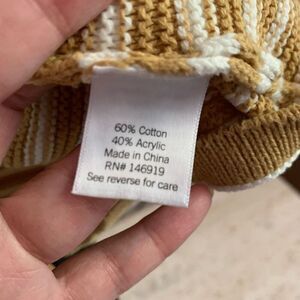 60% Cotton
40% Acrylic
Made in China
RN# 146919
See reverse for care